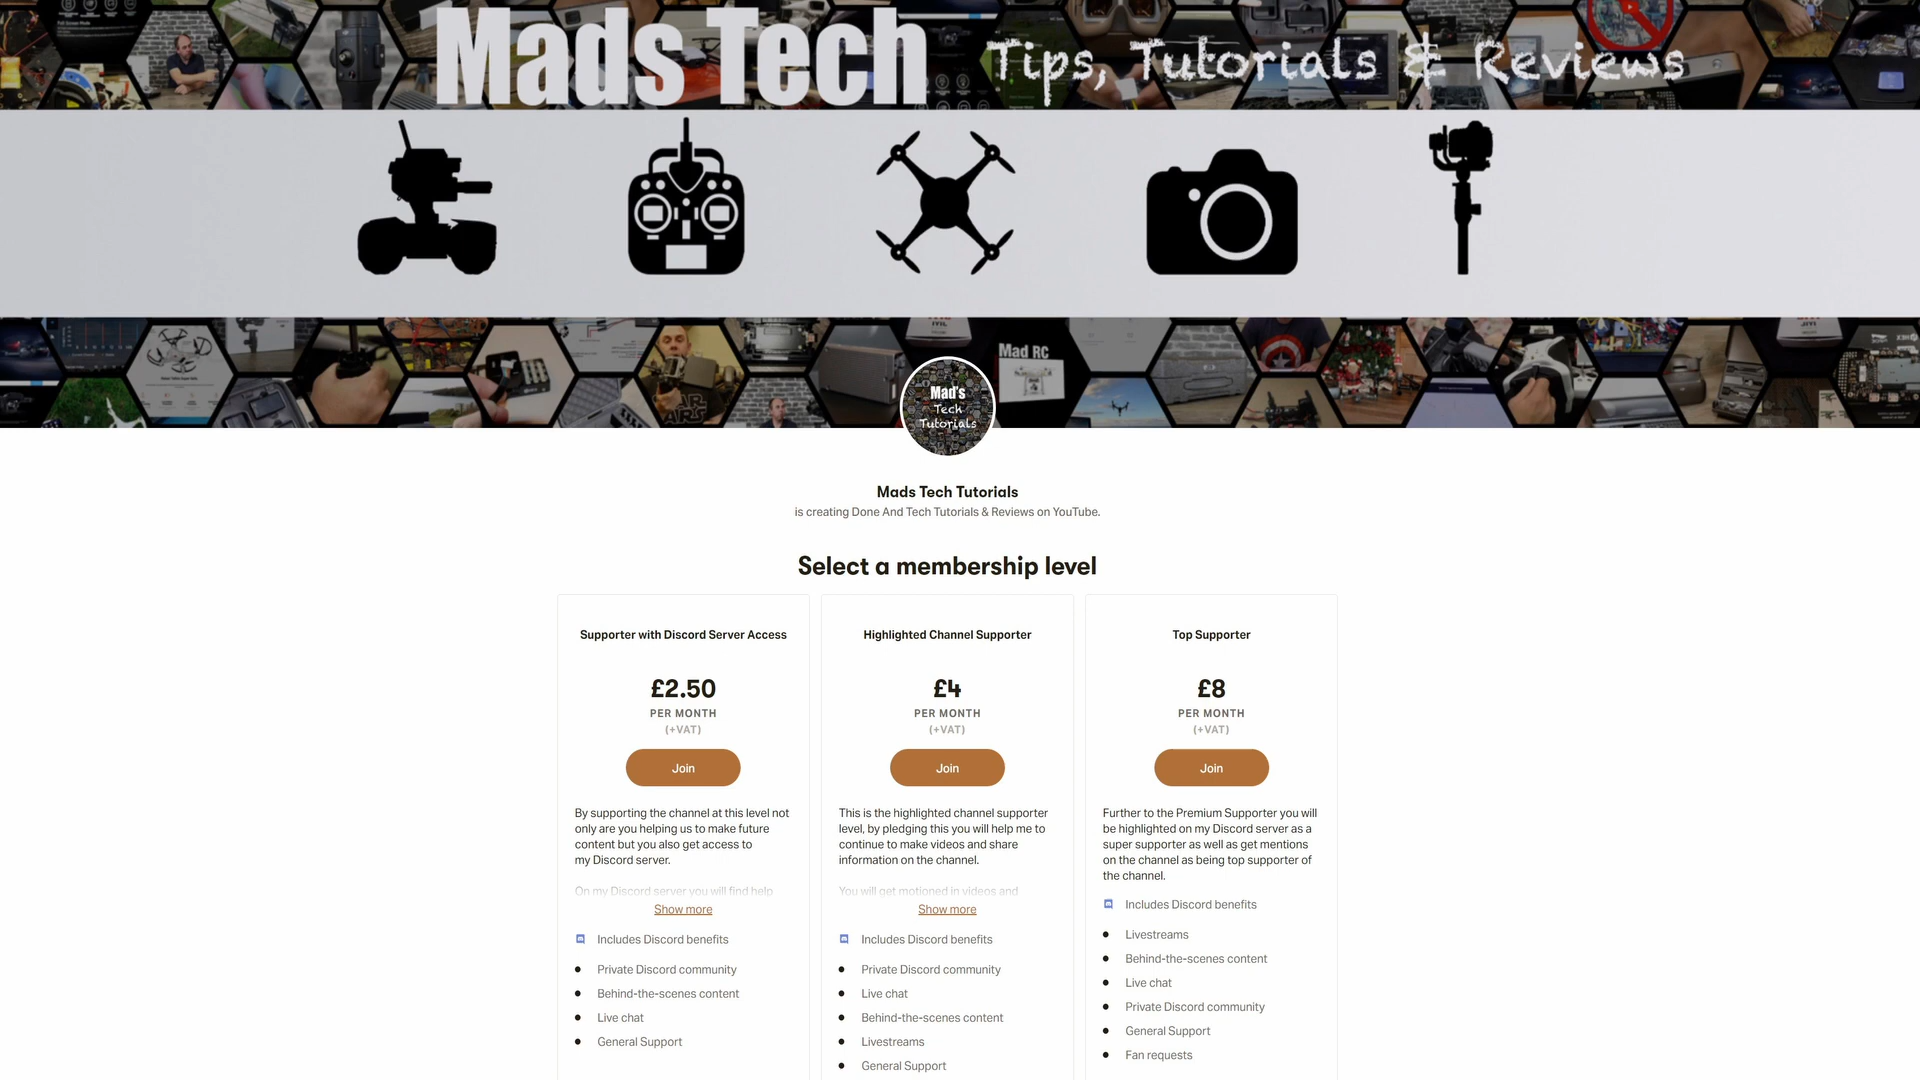 Mads Tech
Tips, Tutorials & Reviews
Mad RC
Mad's
Tech
Tutorials
Mads Tech Tutorials
is creating Done And Tech Tutorials & Reviews on YouTube.
Select a membership level
Supporter with Discord Server Access
£2.50
PER MONTH
(+VAT)
Join
By supporting the channel at this level not
only are you helping us to make future
content but you also get access to
my Discord server.
On my Discord server you will find help
Show more
Includes Discord benefits
Private Discord community
Behind-the-scenes content
Live chat
General Support
Highlighted Channel Supporter
£4
PER MONTH
(+VAT)
Join
This is the highlighted channel supporter
level, by pledging this you will help me to
continue to make videos and share
information on the channel.
You will get motioned in videos and
Show more
Includes Discord benefits
Private Discord community
Live chat
Behind-the-scenes content
Livestreams
General Support
Top Supporter
£8
PER MONTH
(+VAT)
Join
Further to the Premium Supporter you will
be highlighted on my Discord server as a
super supporter as well as get mentions
on the channel as being top supporter of
the channel.
Includes Discord benefits
Livestreams
Behind-the-scenes content
Live chat
Private Discord community
General Support
Fan requests